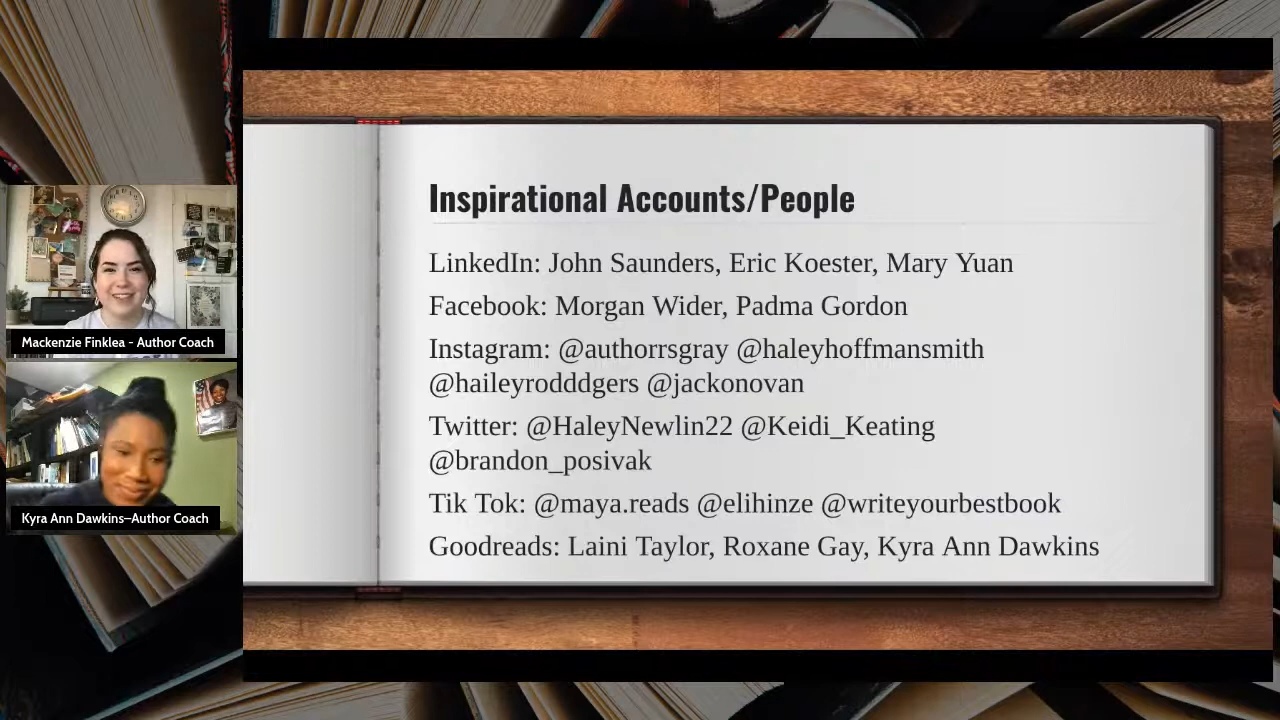 Inspirational Accounts/People
LinkedIn: John Saunders, Eric Koester, Mary Yuan
Facebook: Morgan Wider, Padma Gordon
Instagram: @authorrsgray @haleyhoffmansmith
@haileyrodddgers @jackonovan
Twitter: @HaleyNewlin22 @Keidi_Keating
@brandon_posivak
Tik Tok: @maya.reads @elihinze @writeyourbestbook
Goodreads: Laini Taylor, Roxane Gay, Kyra Ann Dawkins
Mackenzie Finklea - Author Coach
Kyra Ann Dawkins–Author Coach